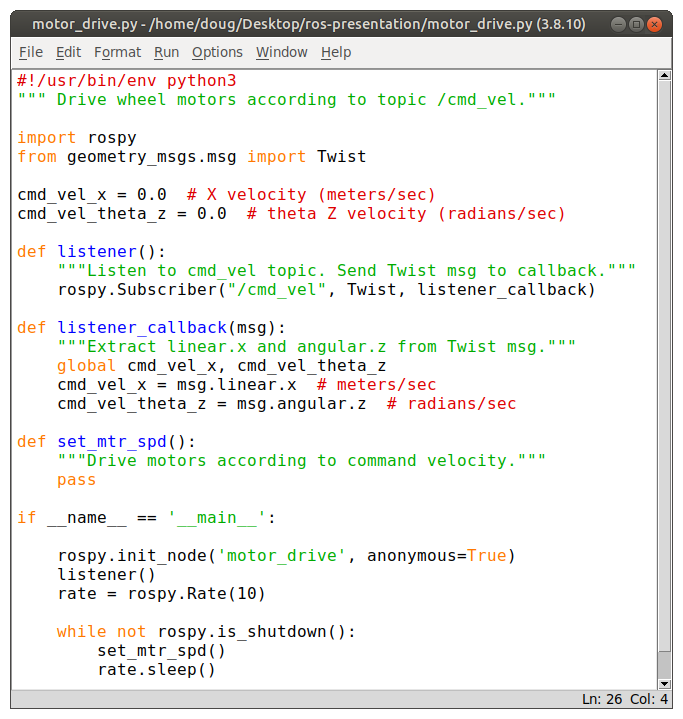 motor_drive.py - /home/doug/Desktop/ros-presentation/motor_drive.py (3.8.10)
File Edit Format Run Options Window Help
#!/usr/bin/env python3
""" Drive wheel motors according to topic /cmd_vel."""

import rospy
from geometry_msgs.msg import Twist

cmd_vel_x = 0.0  # X velocity (meters/sec)
cmd_vel_theta_z = 0.0  # theta Z velocity (radians/sec)

def listener():
    """Listen to cmd_vel topic. Send Twist msg to callback."""
    rospy.Subscriber("/cmd_vel", Twist, listener_callback)

def listener_callback(msg):
    """Extract linear.x and angular.z from Twist msg."""
    global cmd_vel_x, cmd_vel_theta_z
    cmd_vel_x = msg.linear.x  # meters/sec
    cmd_vel_theta_z = msg.angular.z  # radians/sec

def set_mtr_spd():
    """Drive motors according to command velocity."""
    pass

if __name__ == '__main__':

    rospy.init_node('motor_drive', anonymous=True)
    listener()
    rate = rospy.Rate(10)

    while not rospy.is_shutdown():
        set_mtr_spd()
        rate.sleep()
Ln: 26 Col: 4